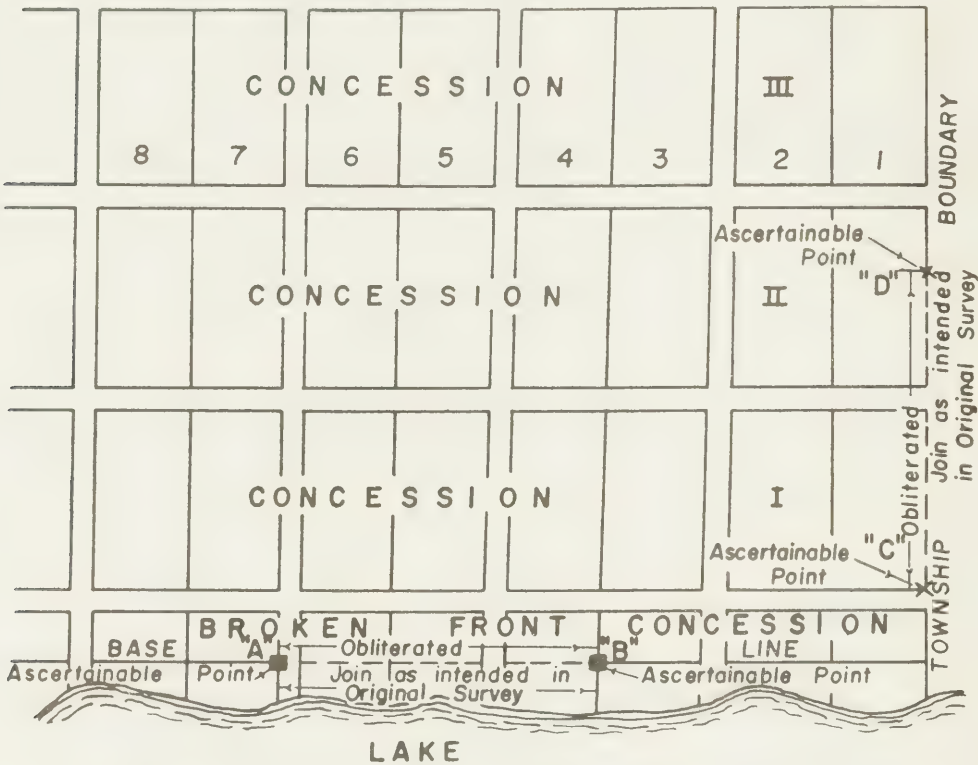 CONCESSION III
8 7 6 5 4 3 2 1
BOUNDARY
Ascertainable
Point
"D"
CONCESSION II
Join as intended
in Original Survey
Obliterated
CONCESSION I
"C"
Ascertainable
Point
TOWNSHIP
BROKEN FRONT CONCESSION
BASE "A" Obliterated "B" LINE
Ascertainable Point Join as intended in Ascertainable Point
Original Survey
LAKE